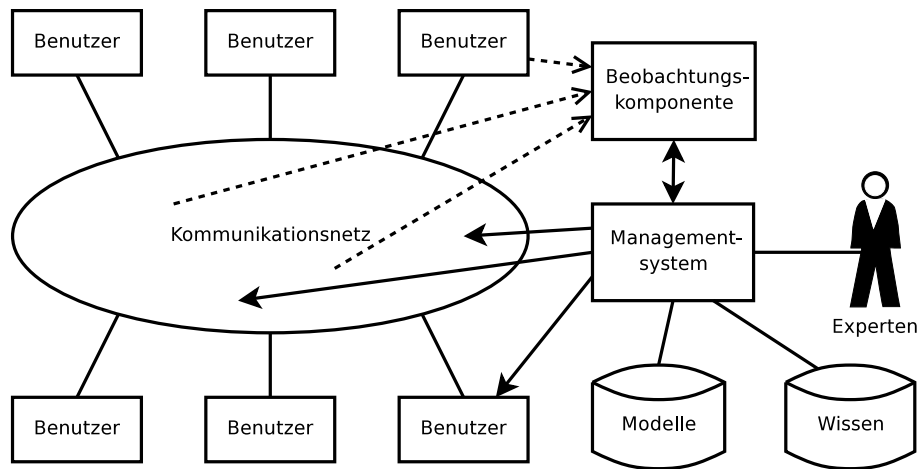 Benutzer
Benutzer
Benutzer
Beobachtungs-
komponente
Kommunikationsnetz
Management-
system
Experten
Benutzer
Benutzer
Benutzer
Modelle
Wissen